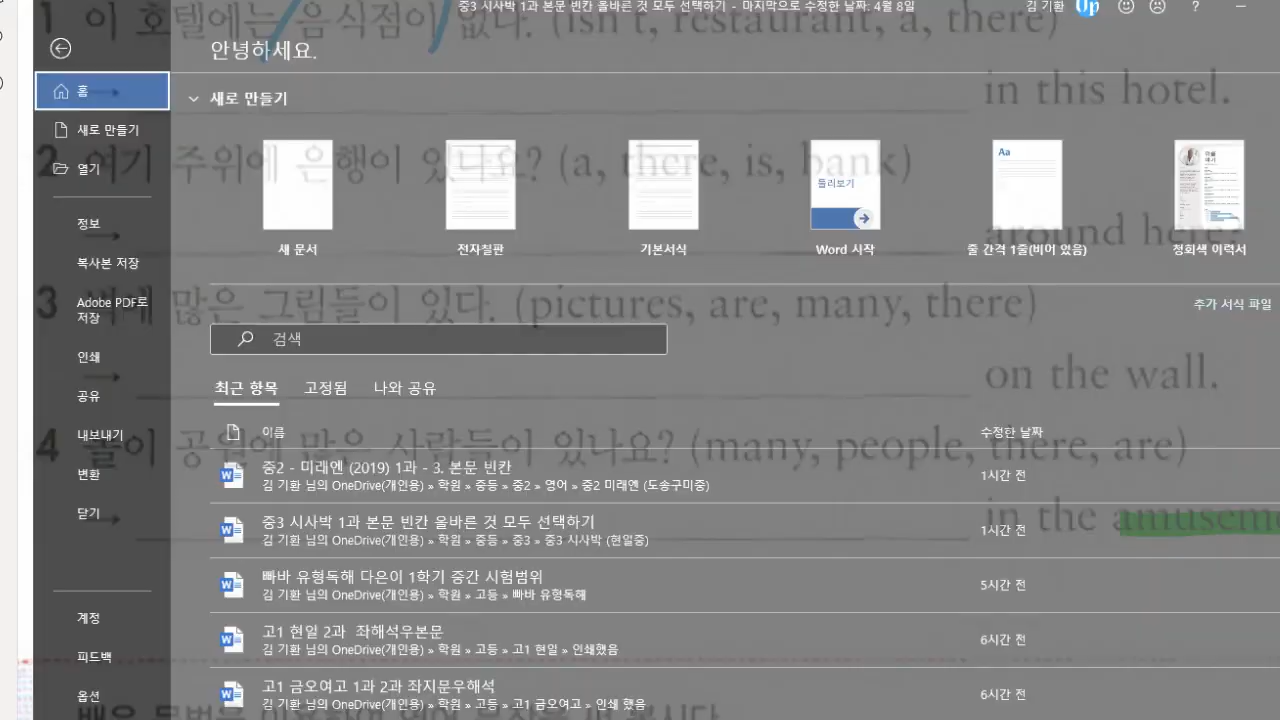 중3 시사박 1과 본문 빈칸 올바른 것 모두 선택하기 - 마지막으로 수정한 날짜: 4월 8일
김 기환
?
1 이 호텔에는 음식점이 없다. (isn't, restaurant, a, there)
안녕하세요.
홈
새로 만들기
in this hotel.
새로 만들기
열기
2 여기 주위에 은행이 있나요? (a, there, is, bank)
둘러보기
Aa
정보
around here?
새 문서
전자칠판
기본서식
Word 시작
줄 간격 1줄(비어 있음)
청회색 이력서
복사본 저장
Adobe PDF로 저장
3 벽에 많은 그림들이 있다. (pictures, are, many, there)
추가 서식 파일
검색
인쇄
on the wall.
최근 항목
고정됨
나와 공유
공유
이름
수정한 날짜
내보내기
4 놀이 공원에 많은 사람들이 있나요? (many, people, there, are)
변환
중2 - 미래엔 (2019) 1과 - 3. 본문 빈칸
1시간 전
김 기환 님의 OneDrive(개인용) » 학원 » 중등 » 중2 » 영어 » 중2 미래엔 (도송구미중)
닫기
in the
중3 시사박 1과 본문 빈칸 올바른 것 모두 선택하기
1시간 전
김 기환 님의 OneDrive(개인용) » 학원 » 중등 » 중3 » 중3 시사박 (현일중)
빠바 유형독해 다은이 1학기 중간 시험범위
5시간 전
김 기환 님의 OneDrive(개인용) » 학원 » 고등 » 빠바 유형독해
계정
고1 현일 2과 좌해석우본문
6시간 전
김 기환 님의 OneDrive(개인용) » 학원 » 고등 » 고1 현일 » 인쇄했음
피드백
고1 금오여고 1과 2과 좌지문우해석
6시간 전
김 기환 님의 OneDrive(개인용) » 학원 » 고등 » 고1 금오여고 » 인쇄 했음
옵션